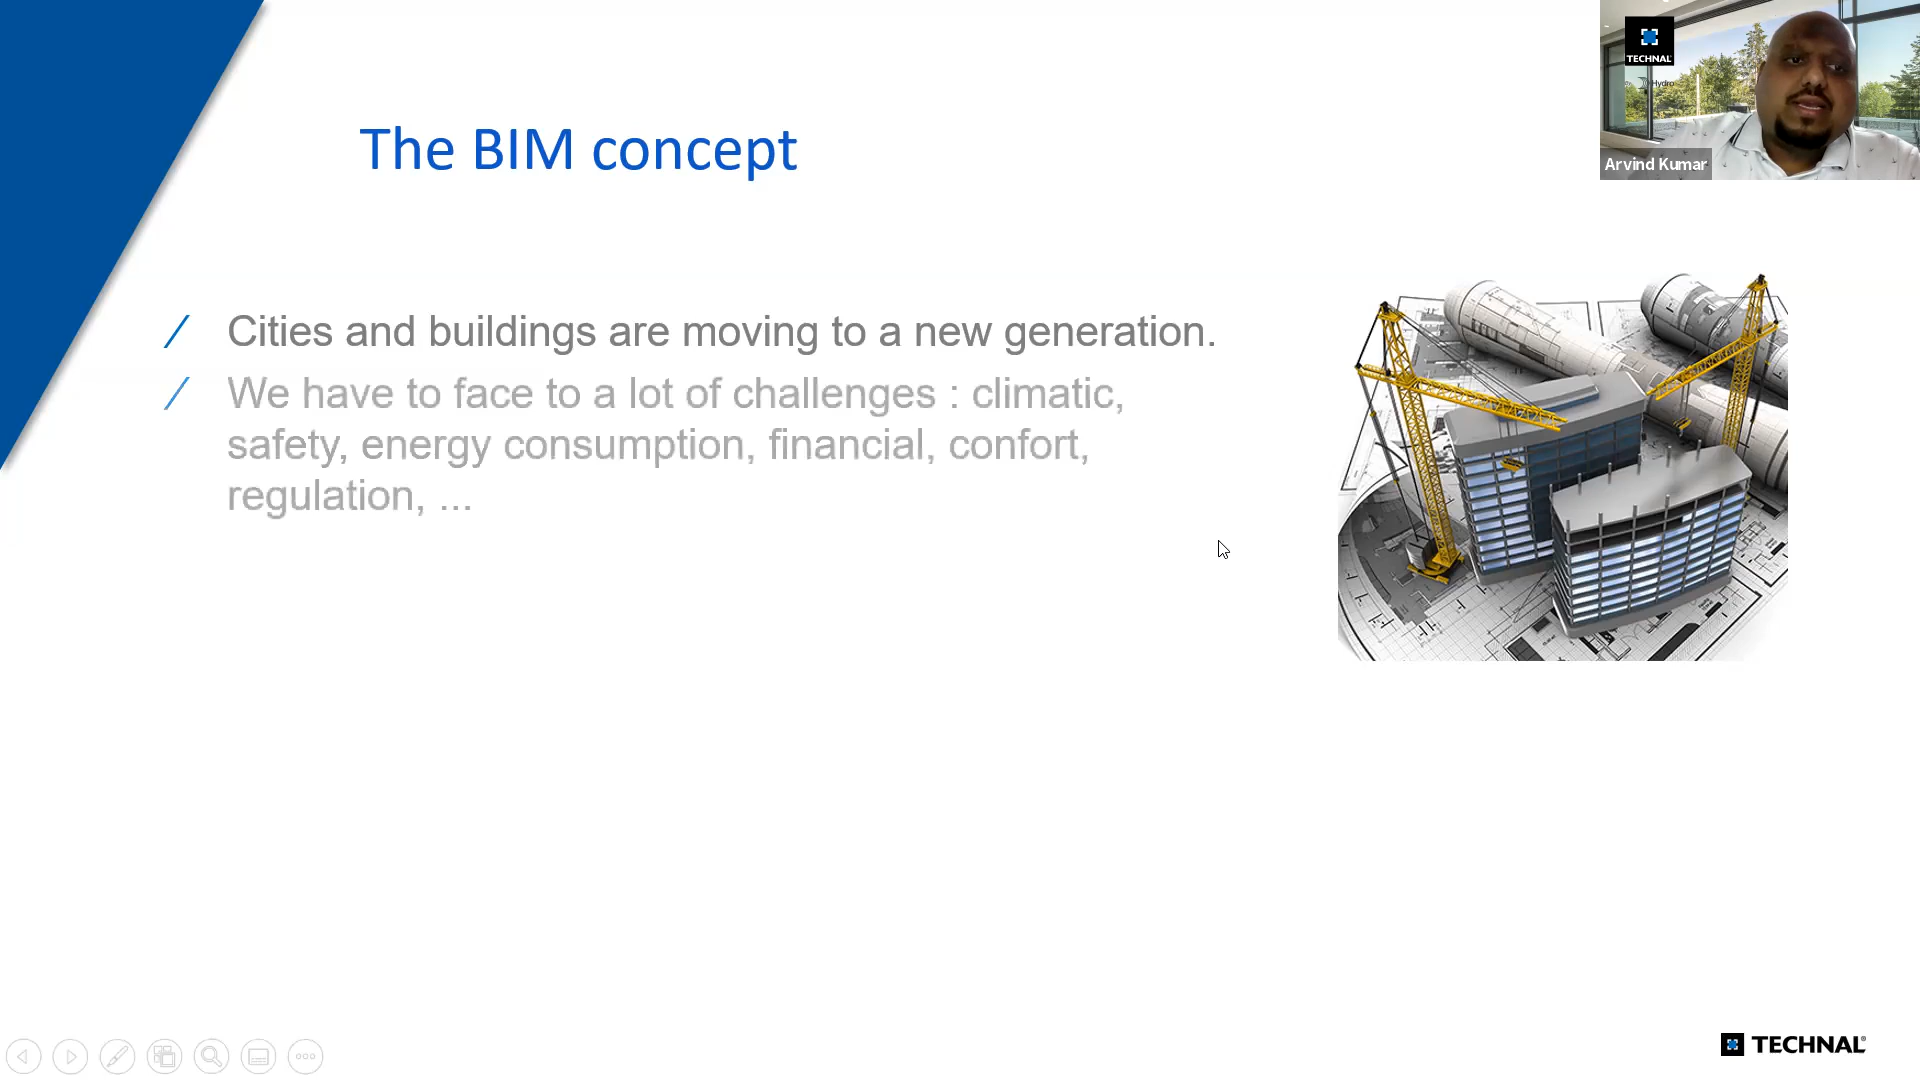 The BIM concept
TECHNAL
Hydro
Arvind Kumar
/ Cities and buildings are moving to a new generation.
/ We have to face to a lot of challenges : climatic,
safety, energy consumption, financial, confort,
regulation, ...
TECHNAL®